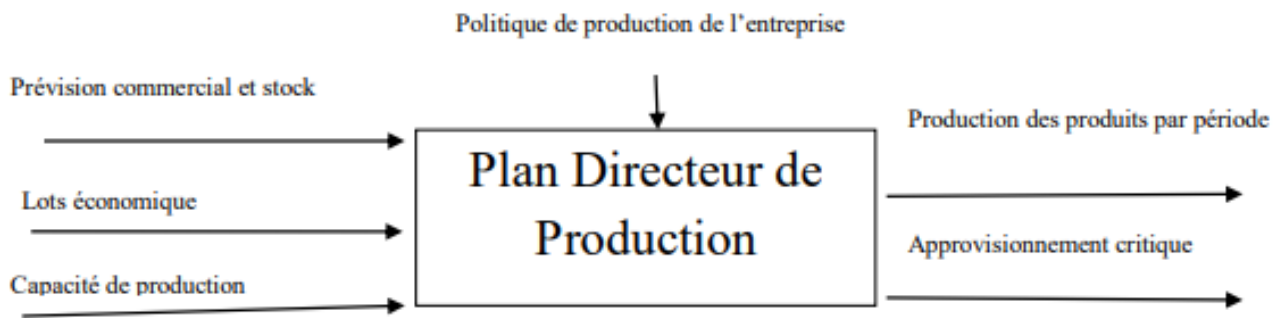 Politique de production de l'entreprise
Prévision commercial et stock
Lots économique
Capacité de production
Plan Directeur de
Production
Production des produits par période
Approvisionnement critique